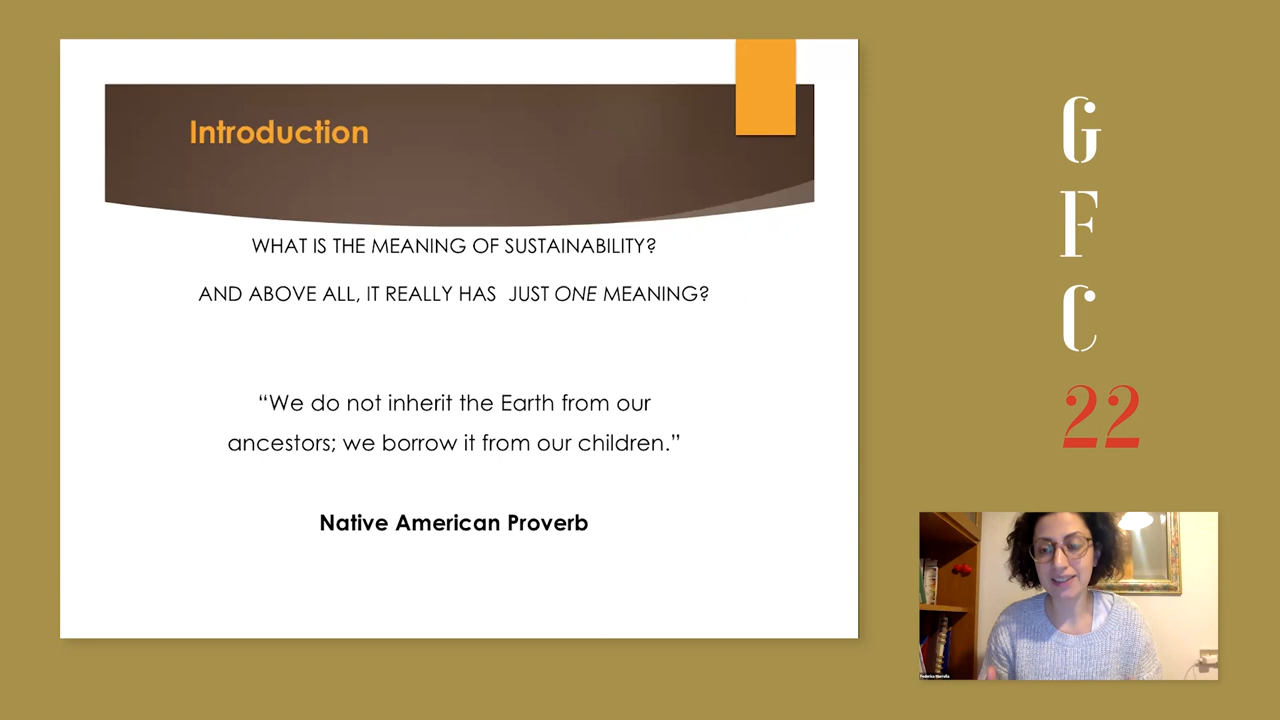 Introduction
WHAT IS THE MEANING OF SUSTAINABILITY?
AND ABOVE ALL, IT REALLY HAS JUST ONE MEANING?
“We do not inherit the Earth from our
ancestors; we borrow it from our children.”
Native American Proverb
G
F
C
22